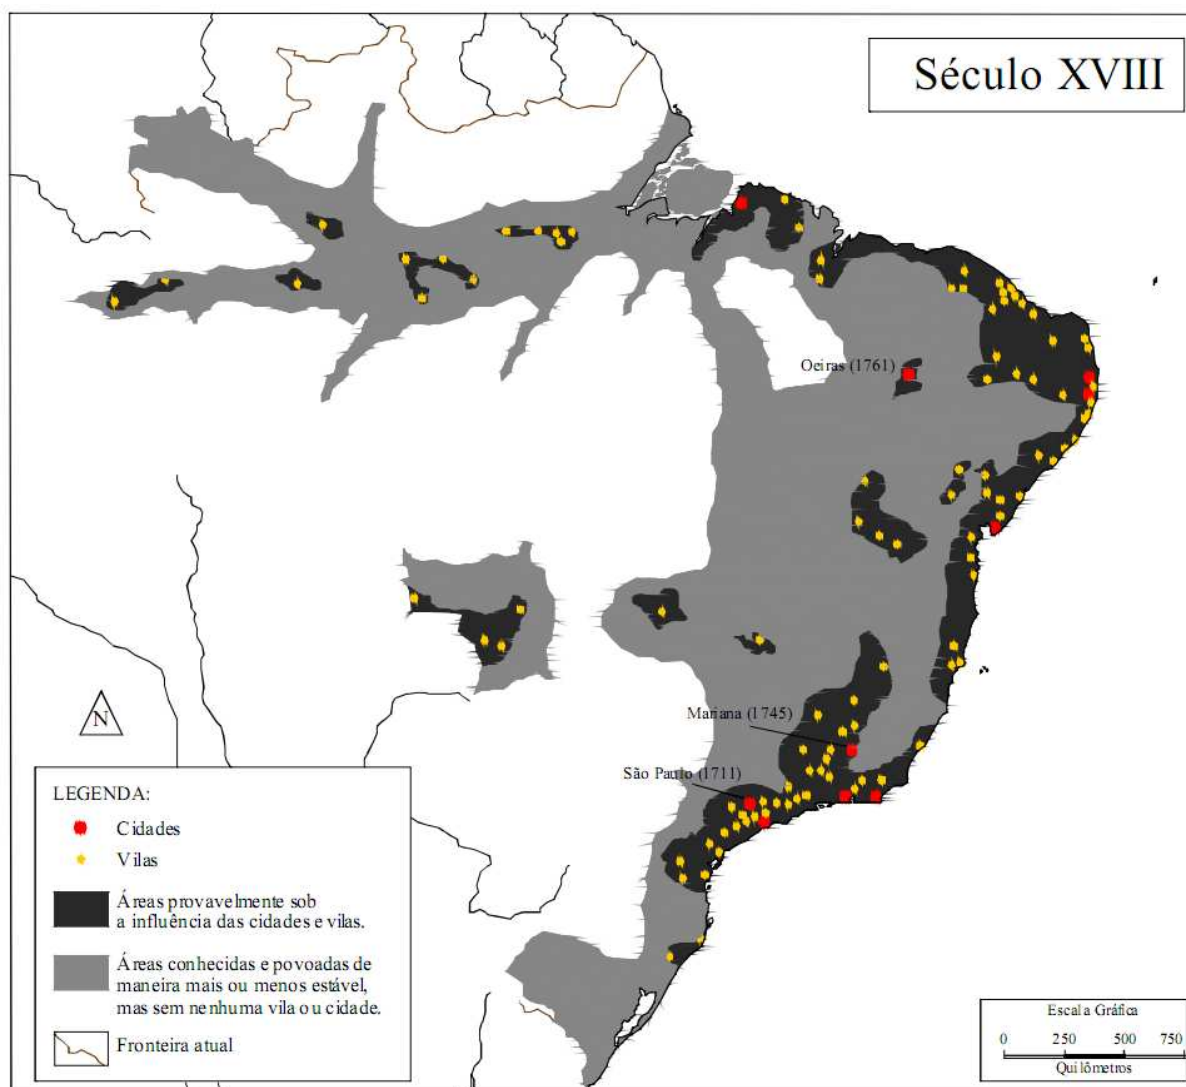 Século XVIII
Oeiras (1761)
Mariana (1745)
São Paulo (1711)
N
LEGENDA:
Cidades
Vilas
Áreas provavelmente sob
a influência das cidades e vilas.
Áreas conhecidas e povoadas de
maneira mais ou menos estável,
mas sem nenhuma vila ou cidade.
Fronteira atual
Escala Gráfica
0 250 500 750
Quilômetros